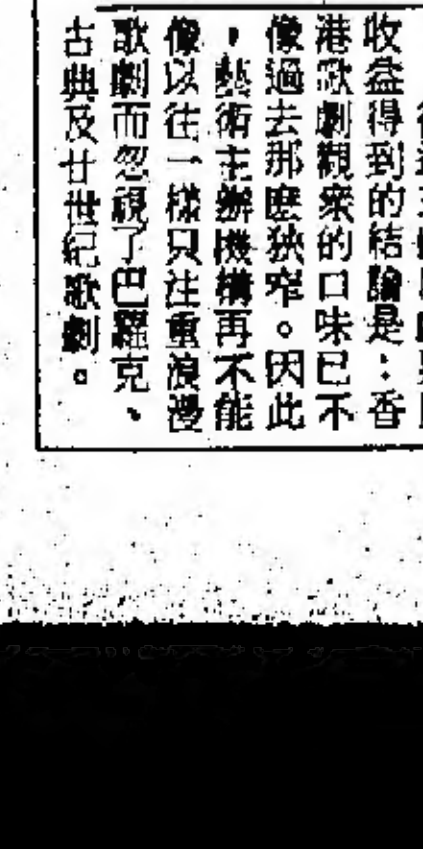 收益得到的結論是：香
港歌劇觀眾的口味已不
像過去那麼狹窄。因此
，藝術主辦機構再不能
像以往一樣只注重浪漫
歌劇而忽視了巴羅克、
古典及廿世紀歌劇。